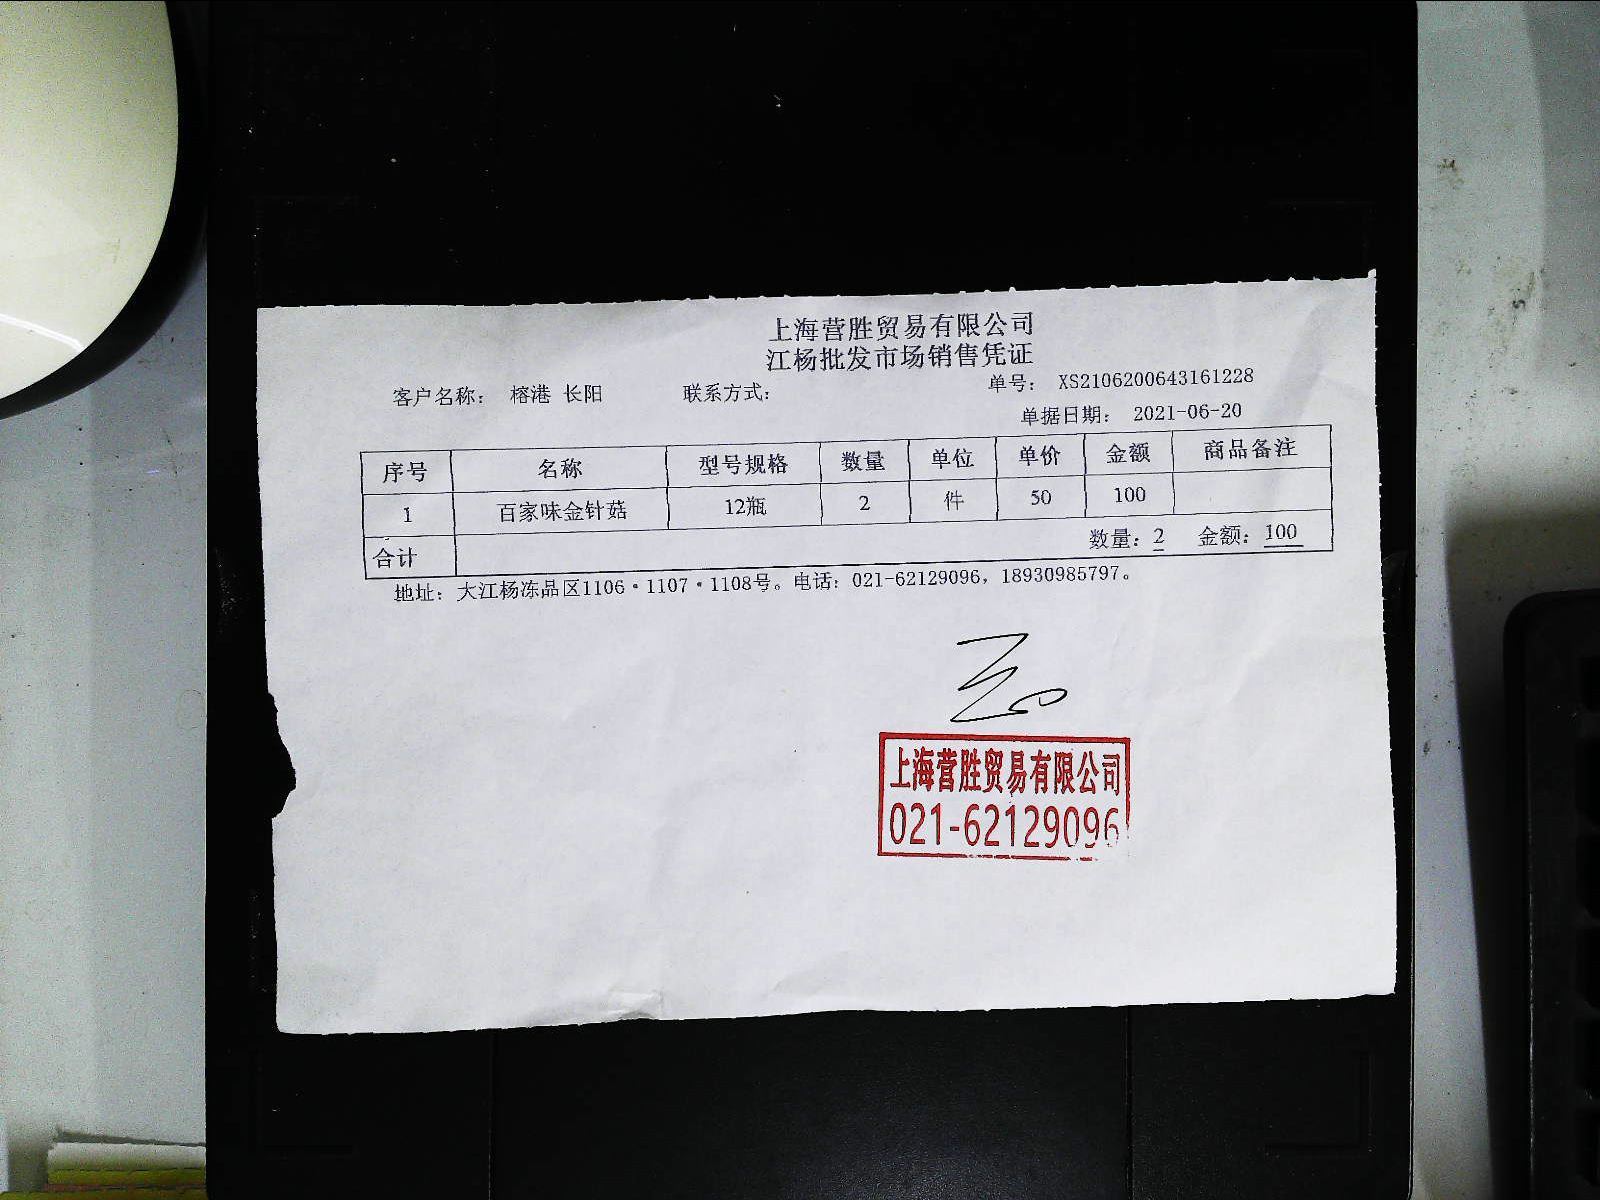 上海营胜贸易有限公司
江杨批发市场销售凭证
客户名称: 榕港 长阳 联系方式: 单号: XS2106200643161228
单据日期: 2021-06-20
序号 名称 型号规格 数量 单位 单价 金额 商品备注
1 百家味金针菇 12瓶 2 件 50 100
合计 数量: 2 金额: 100
地址: 大江杨冻品区1106·1107·1108号。电话: 021-62129096, 18930985797。
上海营胜贸易有限公司
021-62129096